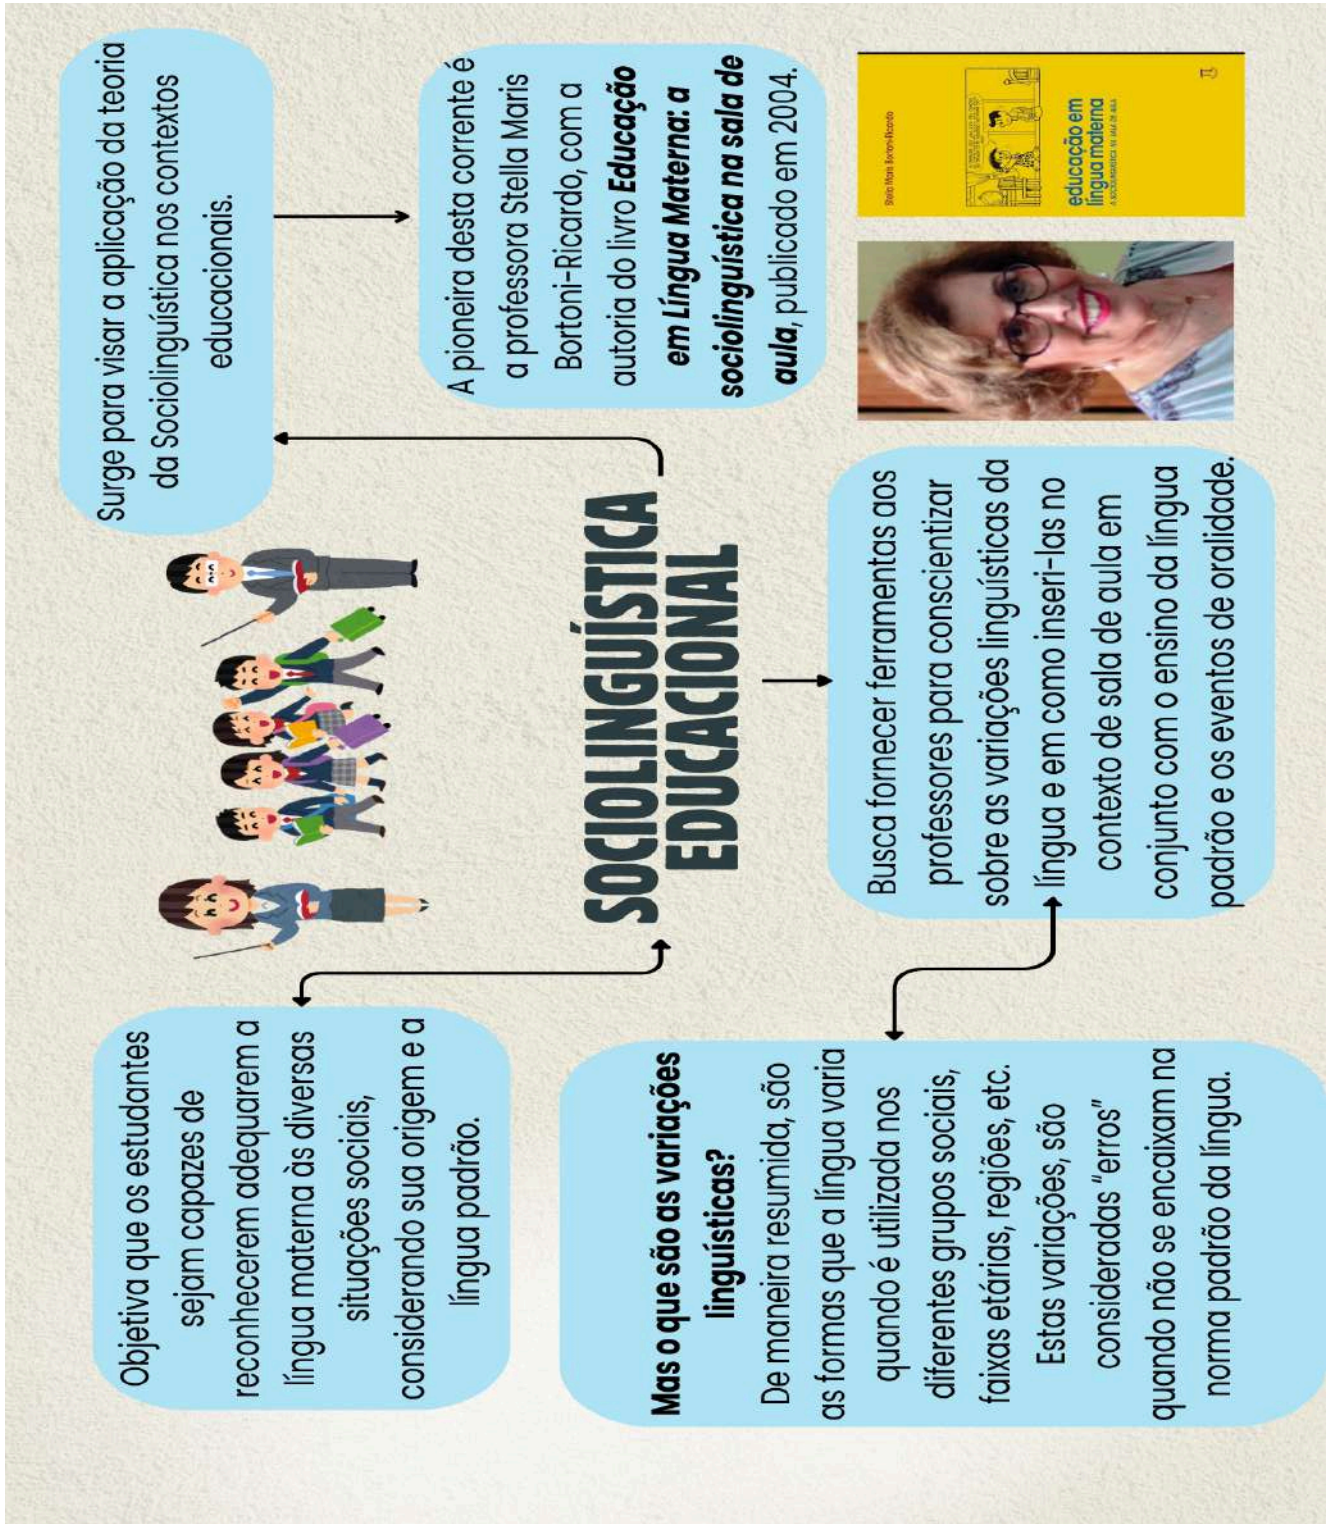 Objetiva que os estudantes
sejam capazes de
reconhecerem adequarem a
língua materna às diversas
situações sociais,
considerando sua origem e a
língua padrão.
Surge para visar a aplicação da teoria
da Sociolinguística nos contextos
educacionais.
SOCIOLINGUÍSTICA
EDUCACIONAL
A pioneira desta corrente é
a professora Stella Maris
Bortoni-Ricardo, com a
autoria do livro Educação
em Língua Materna: a
sociolinguística na sala de
aula, publicado em 2004.
Mas o que são as variações
linguísticas?
De maneira resumida, são
as formas que a língua varia
quando é utilizada nos
diferentes grupos sociais,
faixas etárias, regiões, etc.
Estas variações, são
consideradas "erros"
quando não se encaixam na
norma padrão da língua.
Busca fornecer ferramentas aos
professores para conscientizar
sobre as variações linguísticas da
língua e em como inseri-las no
contexto de sala de aula em
conjunto com o ensino da língua
padrão e os eventos de oralidade.
Stella Maris Bortoni-Ricardo
educação em
língua materna
A SOCIOLINGUÍSTICA NA SALA DE AULA